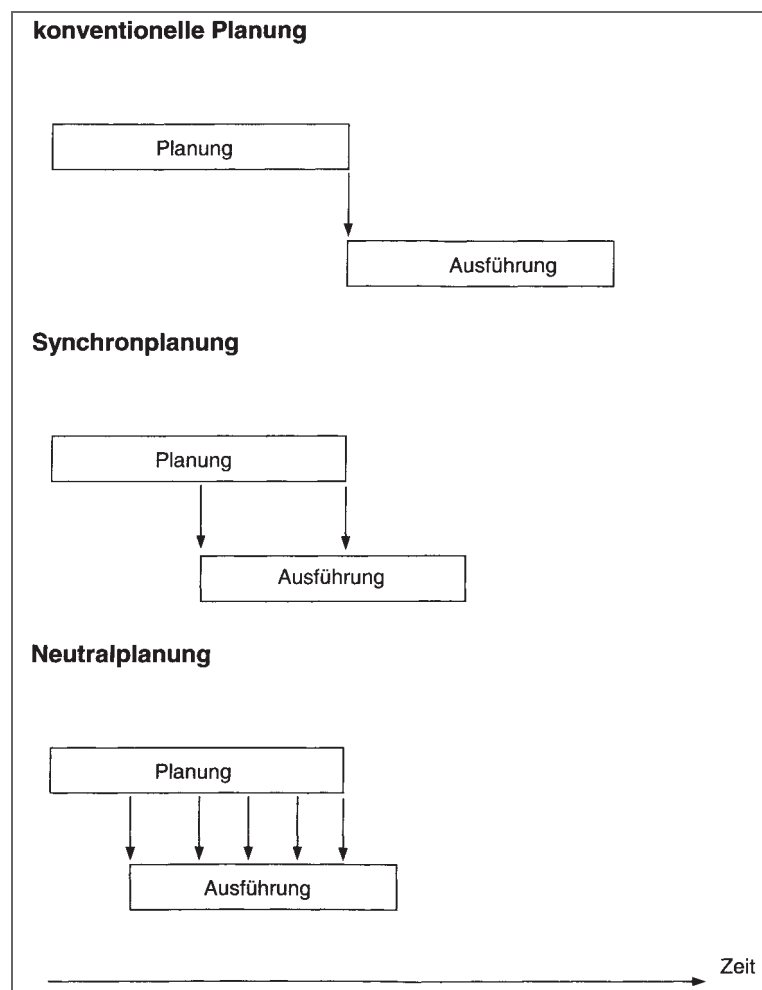 konventionelle Planung
Planung
Ausführung
Synchronplanung
Planung
Ausführung
Neutralplanung
Planung
Ausführung
Zeit